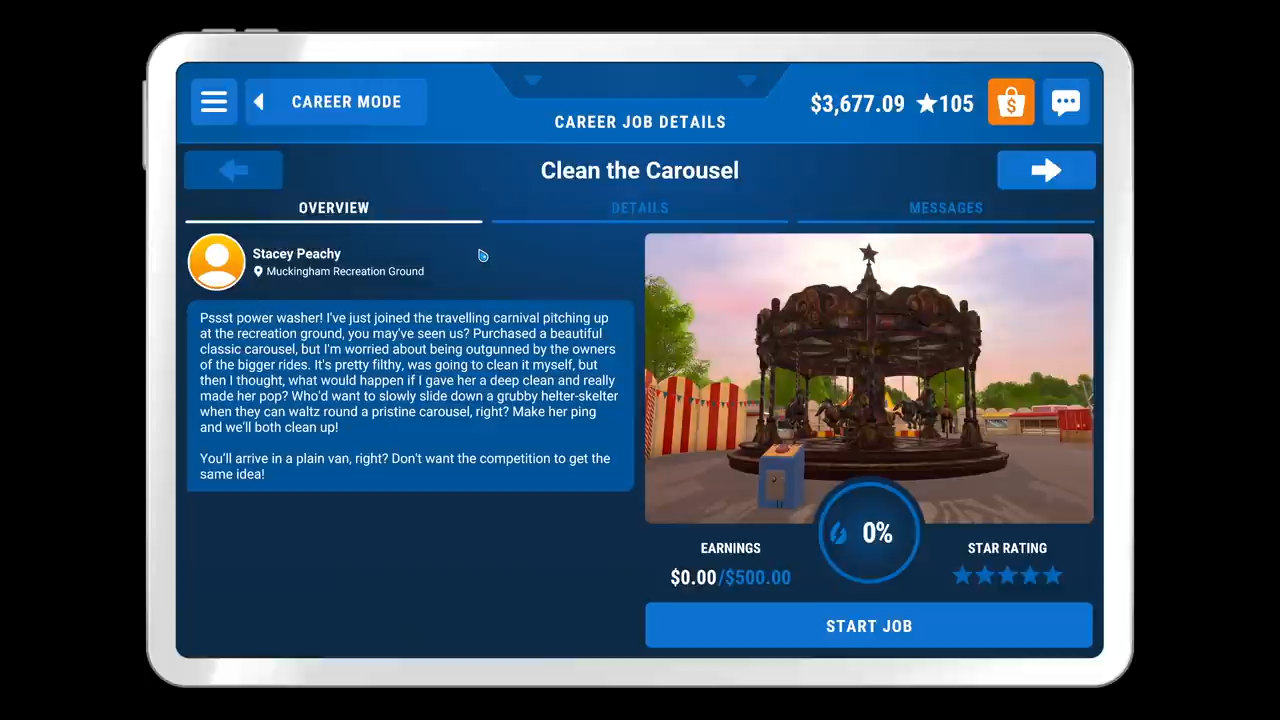 CAREER MODE
CAREER JOB DETAILS
$3,677.09 ★105
Clean the Carousel
OVERVIEW
DETAILS
MESSAGES
Stacey Peachy
Muckingham Recreation Ground
Pssst power washer! I've just joined the travelling carnival pitching up
at the recreation ground, you may've seen us? Purchased a beautiful
classic carousel, but I'm worried about being outgunned by the owners
of the bigger rides. It's pretty filthy, was going to clean it myself, but
then I thought, what would happen if I gave her a deep clean and really
made her pop? Who'd want to slowly slide down a grubby helter-skelter
when they can waltz round a pristine carousel, right? Make her ping
and we'll both clean up!
You'll arrive in a plain van, right? Don't want the competition to get the
same idea!
0%
EARNINGS
$0.00/$500.00
STAR RATING
START JOB